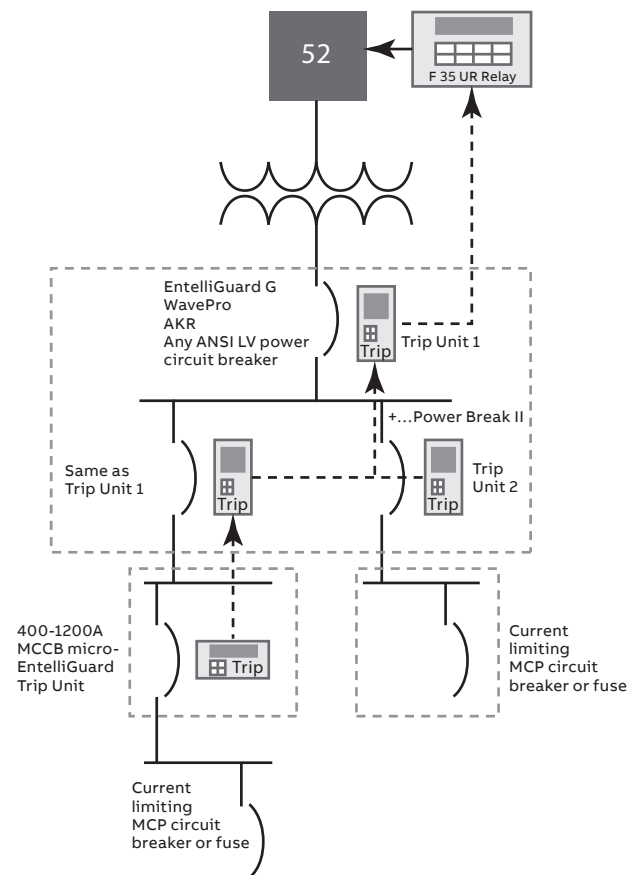 52
F 35 UR Relay
EntelliGuard G
WavePro
AKR
Any ANSI LV power
circuit breaker
Trip
Trip Unit 1
+...Power Break II
Same as
Trip Unit 1
Trip
Trip
Trip
Unit 2
400-1200A
MCCB micro-
EntelliGuard
Trip Unit
Trip
Current
limiting
MCP circuit
breaker or fuse
Current
limiting
MCP circuit
breaker or fuse